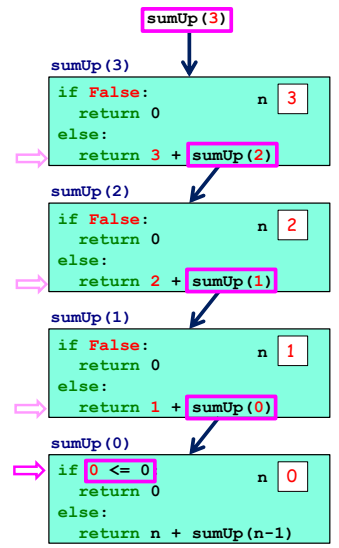 sumUp(3)
sumUp(3)
if False:
n 3
return 0
else:
return 3 + sumUp(2)
sumUp(2)
if False:
n 2
return 0
else:
return 2 + sumUp(1)
sumUp(1)
if False:
n 1
return 0
else:
return 1 + sumUp(0)
sumUp(0)
if 0 <= 0
n 0
return 0
else:
return n + sumUp(n-1)